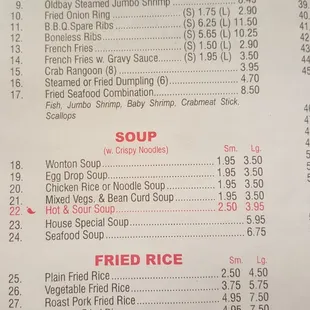 9. Oldbay Steamed Jumbo Shrimp 8.45
10. Fried Onion Ring (S) 1.75 (L) 2.90
11. B.B.Q.Spare Ribs (S) 6.25 (L) 11.50
12. Boneless Ribs (S) 5.65 (L) 10.25
13. French Fries (S) 1.50 (L) 2.90
14. French Fries w. Gravy Sauce (S) 1.95 (L) 3.50
15. Crab Rangoon (8) 3.95
16. Steamed or Fried Dumpling (6) 4.70
17. Fried Seafood Combination 8.50
Fish, Jumbo Shrimp, Baby Shrimp, Crabmeat Stick,
Scallops
SOUP
(w. Crispy Noodles) Sm. Lg.
18. Wonton Soup 1.95 3.50
19. Egg Drop Soup 1.95 3.50
20. Chicken Rice or Noodle Soup 1.95 3.50
21. Mixed Vegs. & Bean Curd Soup 1.95 3.50
22. Hot & Sour Soup 2.50 3.95
23. House Special Soup 5.95
24. Seafood Soup 6.75
FRIED RICE
Sm. Lg.
25. Plain Fried Rice 2.50 4.50
26. Vegetable Fried Rice 3.75 5.75
27. Roast Pork Fried Rice 4.95 7.50